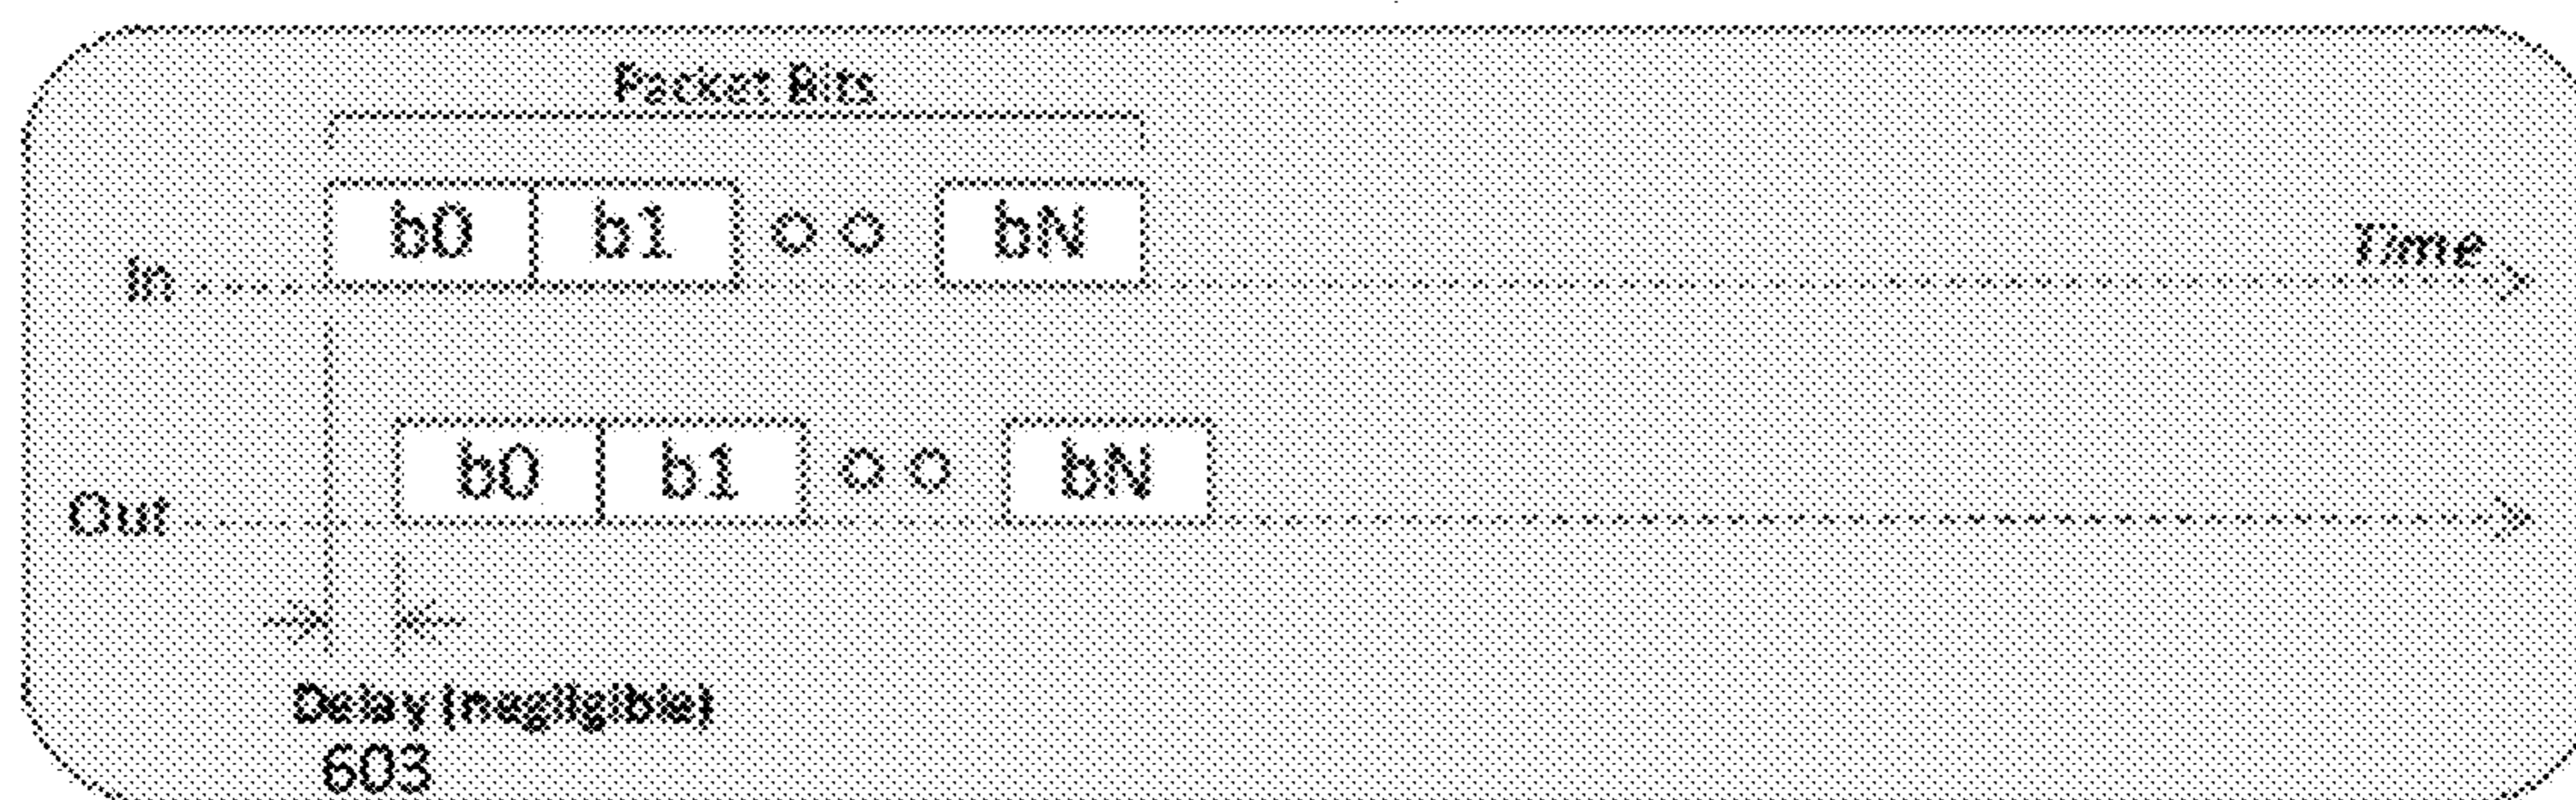 Packet Bits
b0 b1 bN
In
Time
b0 b1 bN
Out
Delay (negligible)
603